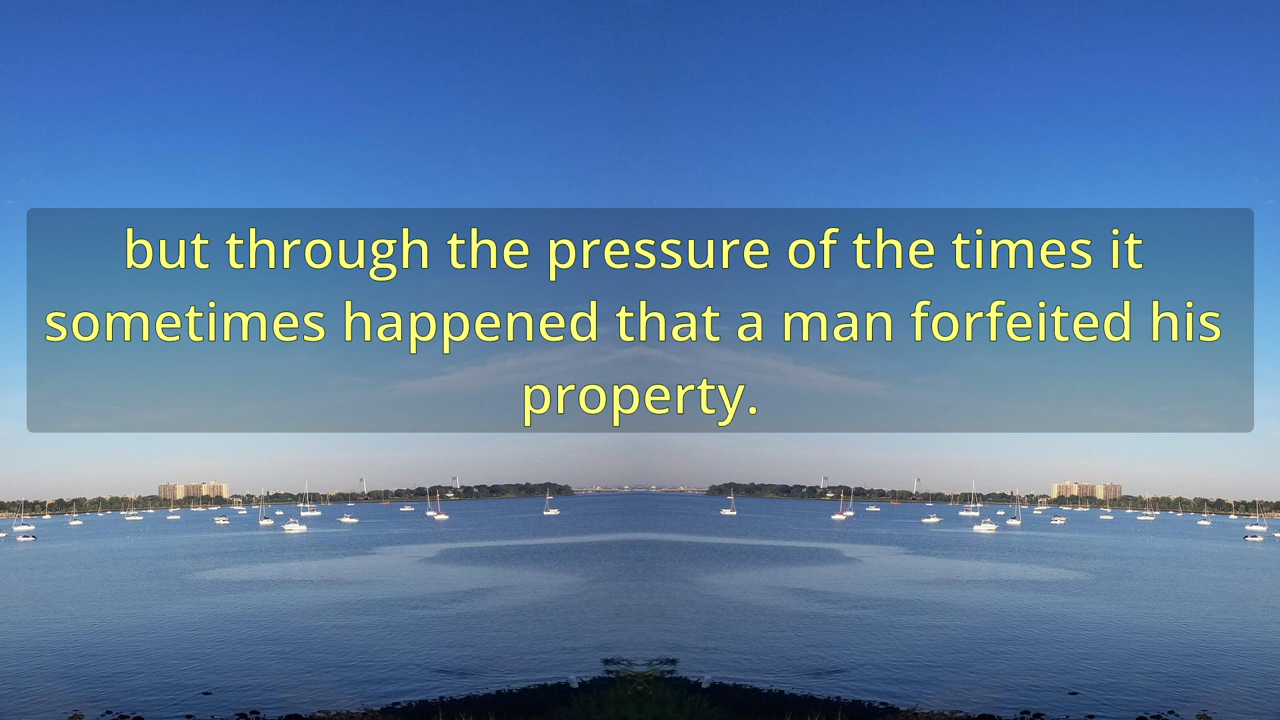 but through the pressure of the times it
sometimes happened that a man forfeited his
property.